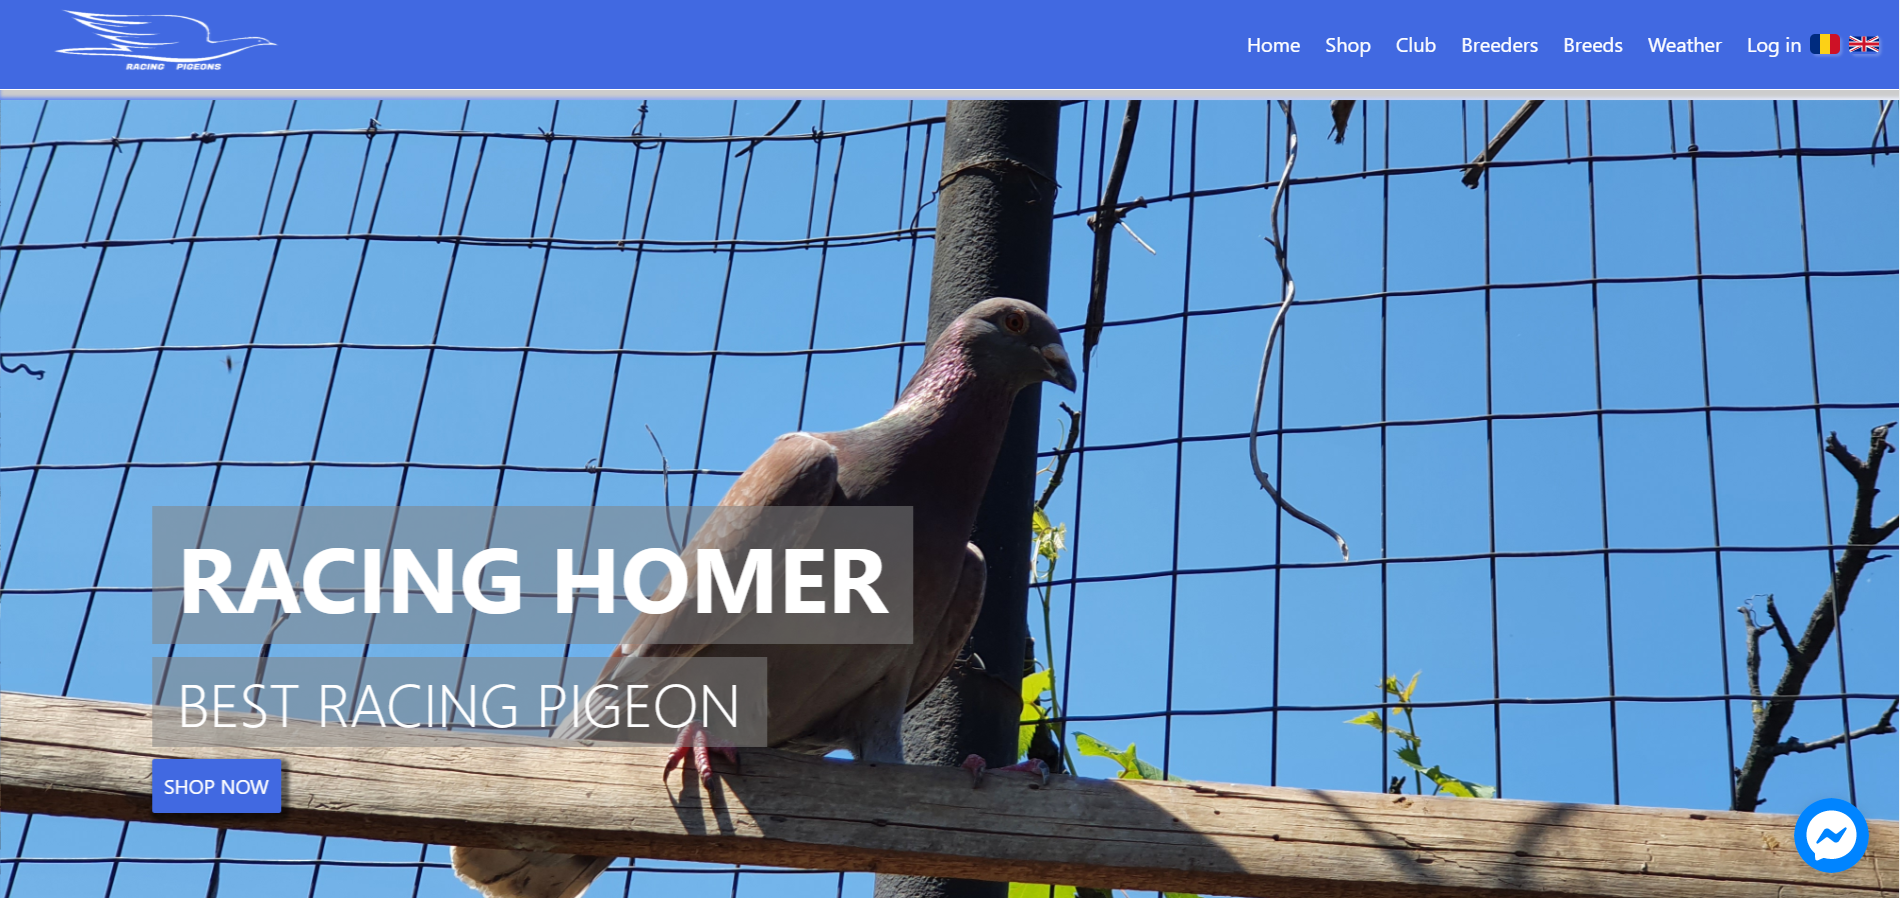 RACING PIGEONS
Home Shop Club Breeders Breeds Weather Log in
RACING HOMER
BEST RACING PIGEON
SHOP NOW